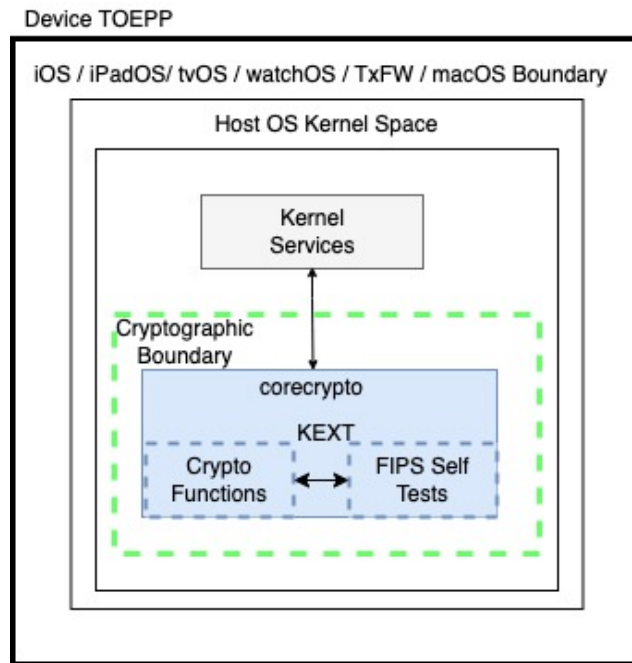 Device TOEPP
iOS / iPadOS/ tvOS / watchOS / TxFW / macOS Boundary
Host OS Kernel Space
Kernel
Services
Cryptographic
Boundary
corecrypto
KEXT
Crypto
Functions
FIPS Self
Tests